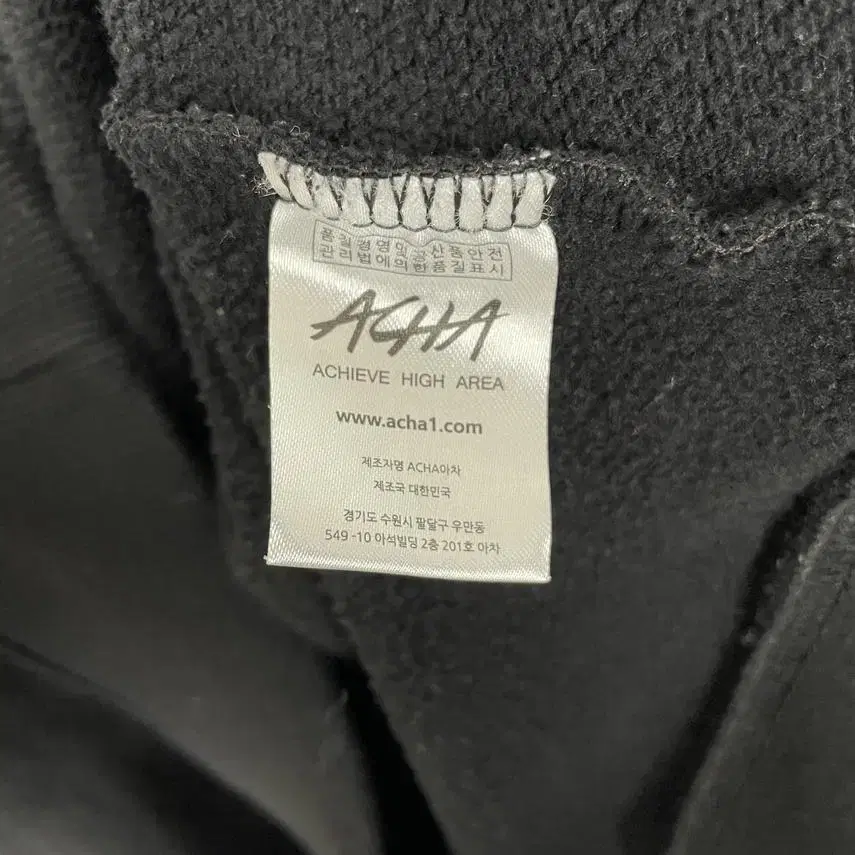 품질경영및공산품안전
관리법에의한품질표시
ACHA
ACHIEVE HIGH AREA
www.acha1.com
제조자명 ACHA아차
제조국 대한민국
경기도 수원시 팔달구 우만동
549 -10 아석빌딩 2층 201호 아차